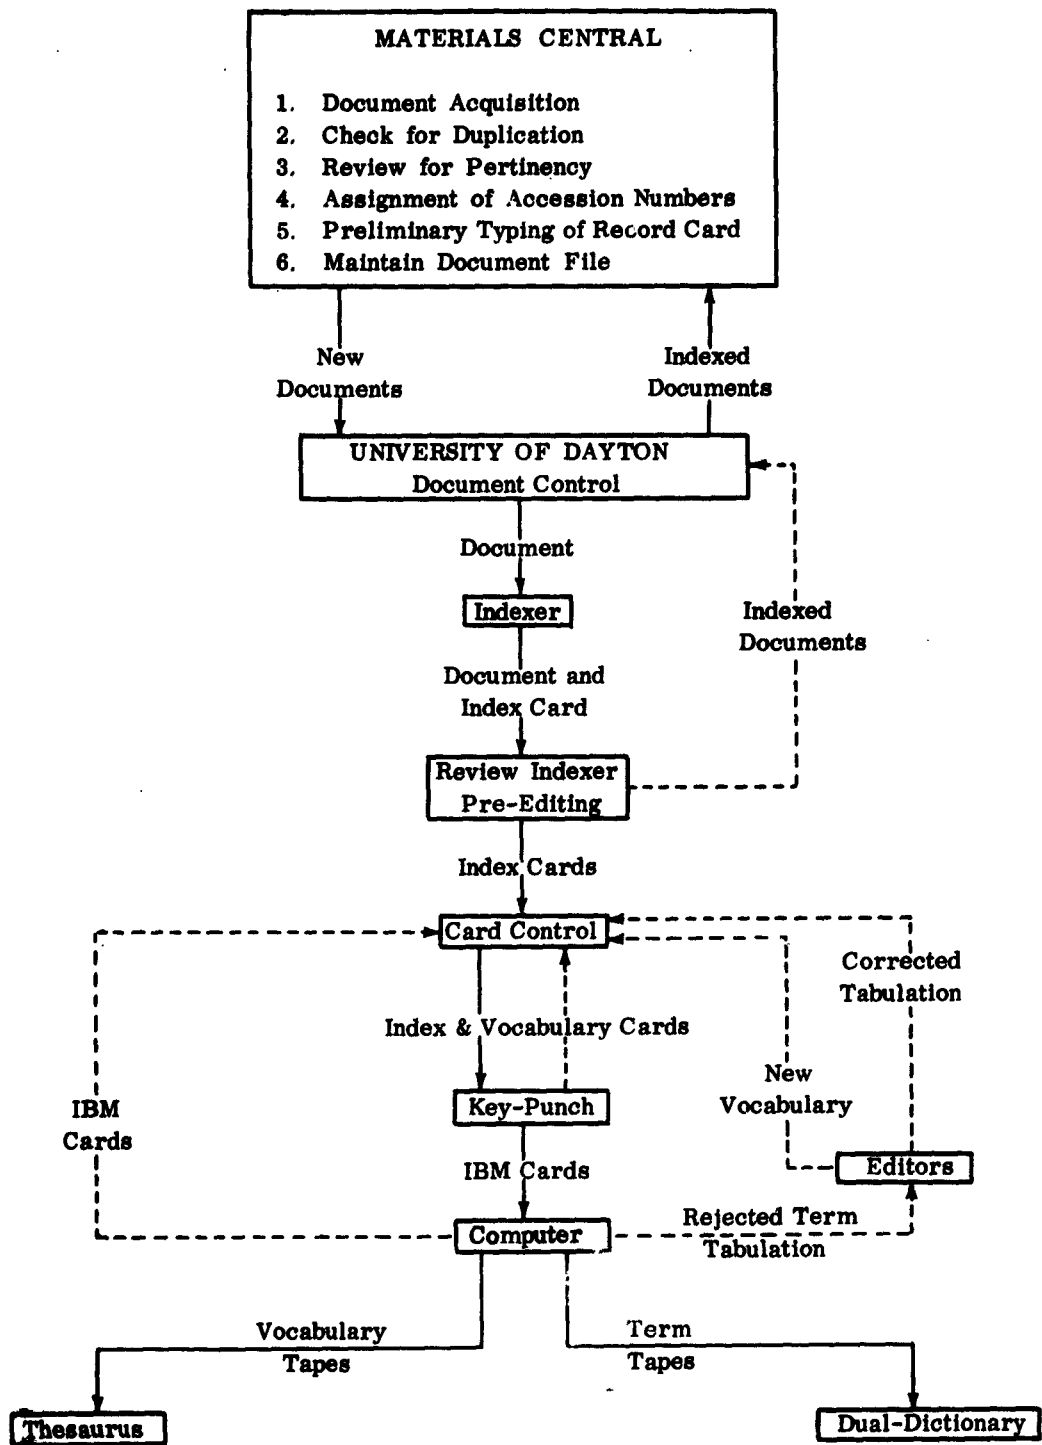 MATERIALS CENTRAL
1. Document Acquisition
2. Check for Duplication
3. Review for Pertinency
4. Assignment of Accession Numbers
5. Preliminary Typing of Record Card
6. Maintain Document File
New
Documents
Indexed
Documents
UNIVERSITY OF DAYTON
Document Control
Document
Indexer
Indexed
Documents
Document and
Index Card
Review Indexer
Pre-Editing
Index Cards
Card Control
Corrected
Tabulation
Index & Vocabulary Cards
New
Vocabulary
Key-Punch
IBM
Cards
IBM Cards
Editors
Computer
Rejected Term
Tabulation
Vocabulary
Tapes
Term
Tapes
Thesaurus
Dual-Dictionary